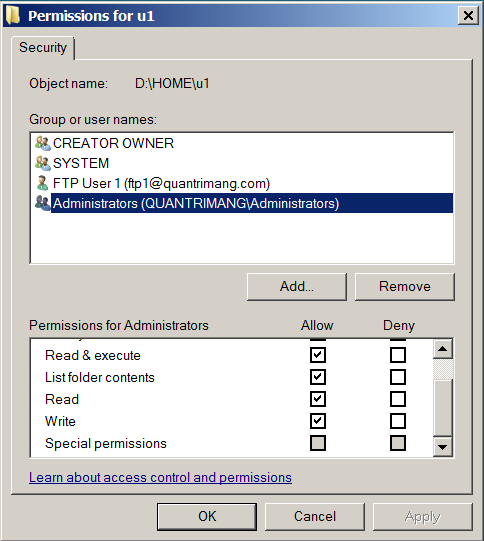 Permissions for u1
Security
Object name: D:\HOME\u1
Group or user names:
CREATOR OWNER
SYSTEM
FTP User 1 (ftp1@quantrimang.com)
Administrators (QUANTRIMANG\Administrators)
Add... Remove
Permissions for Administrators Allow Deny
Read & execute
List folder contents
Read
Write
Special permissions
Learn about access control and permissions
OK Cancel Apply